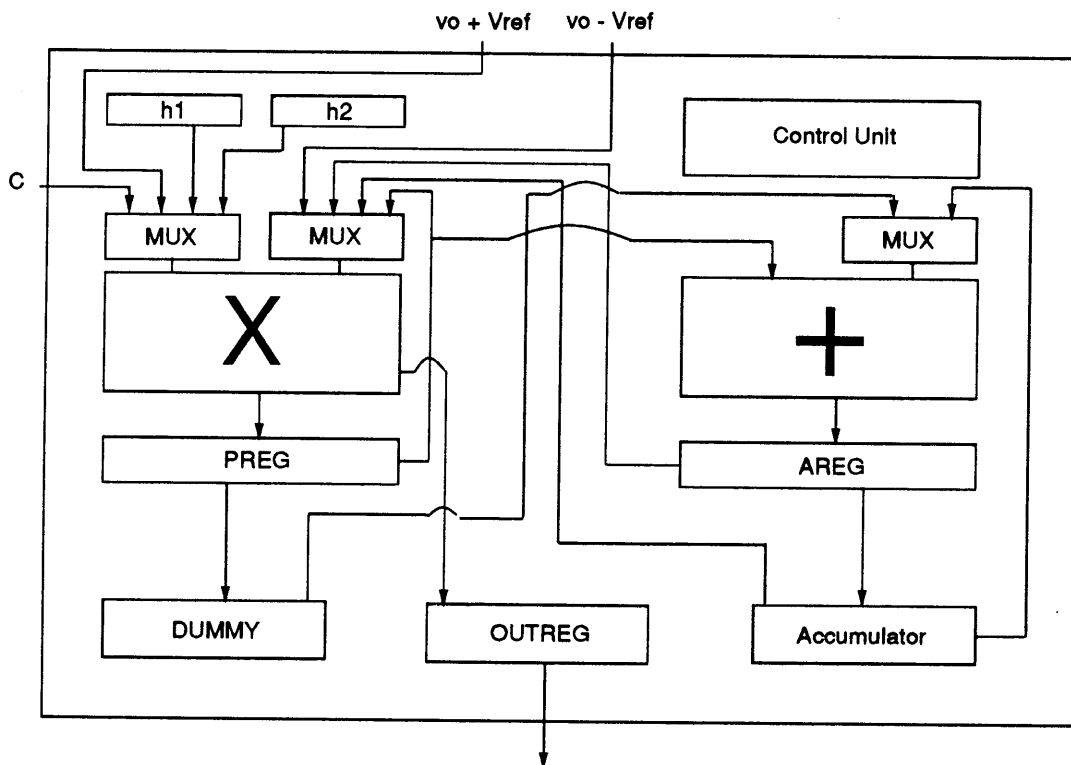 vo + Vref vo - Vref
h1 h2
Control Unit
C
MUX MUX MUX
X +
PREG AREG
DUMMY OUTREG Accumulator